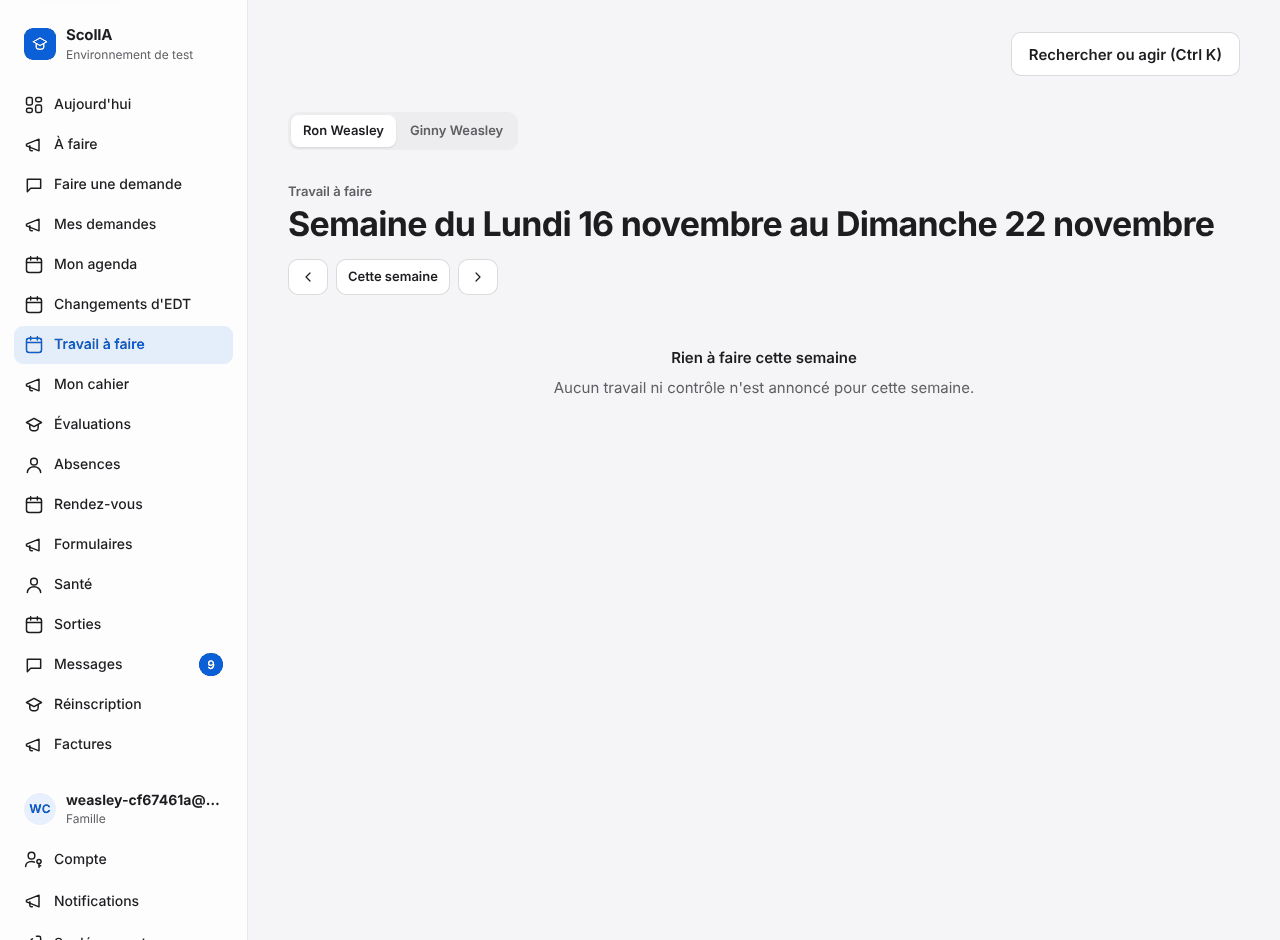 ScolIA
Environnement de test
Aujourd'hui
À faire
Faire une demande
Mes demandes
Mon agenda
Changements d'EDT
Travail à faire
Mon cahier
Évaluations
Absences
Rendez-vous
Formulaires
Santé
Sorties
Messages 9
Réinscription
Factures
WC weasley-cf67461a@...
Famille
Compte
Notifications
Rechercher ou agir (Ctrl K)
Ron Weasley Ginny Weasley
Travail à faire
Semaine du Lundi 16 novembre au Dimanche 22 novembre
Cette semaine
Rien à faire cette semaine
Aucun travail ni contrôle n'est annoncé pour cette semaine.